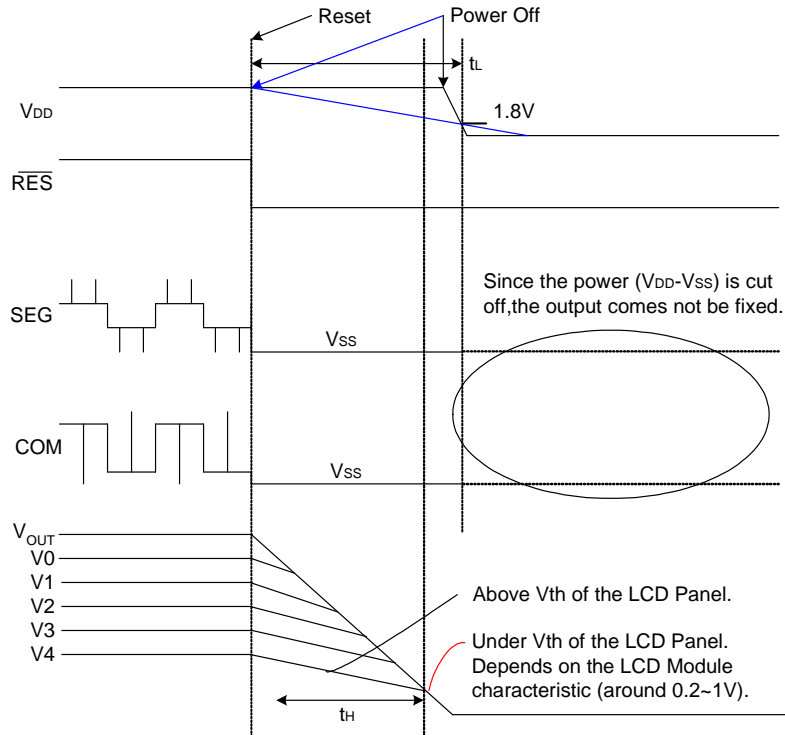 Reset
Power Off
tL
VDD
1.8V
RES
Since the power (VDD-VSS) is cut
off,the output comes not be fixed.
SEG
VSS
COM
VSS
VOUT
V0
V1
V2
V3
V4
Above Vth of the LCD Panel.
Under Vth of the LCD Panel.
Depends on the LCD Module
characteristic (around 0.2~1V).
tH